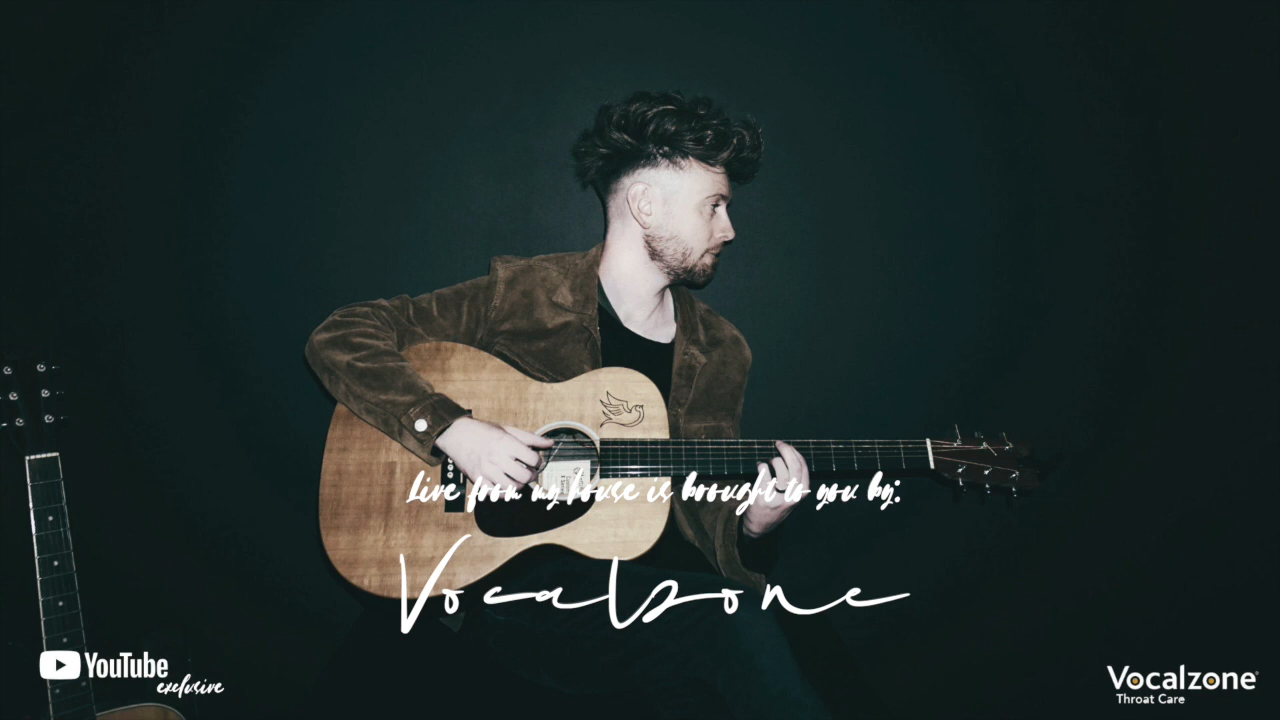 Live from my house is brought to you by:
Vocalzone
YouTube
exclusive
Vocalzone
Throat Care